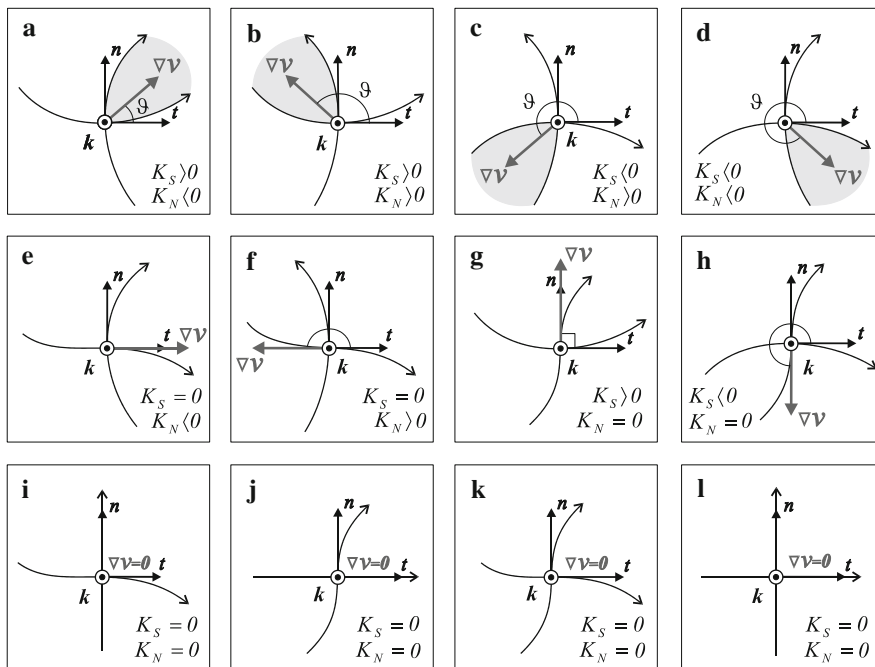 a
n
∇v
ϑ
t
k
K_S⟩0
K_N⟨0
b
n
∇v
ϑ
t
k
K_S⟩0
K_N⟩0
c
n
ϑ
t
k
∇v
K_S⟨0
K_N⟩0
d
n
ϑ
t
k
∇v
K_S⟨0
K_N⟨0
e
n
t
∇v
k
K_S = 0
K_N⟨0
f
n
t
∇v
k
K_S = 0
K_N⟩0
g
∇v
n
t
k
K_S⟩0
K_N = 0
h
n
t
k
K_S⟨0
K_N = 0
∇v
i
n
∇v=0
t
k
K_S = 0
K_N = 0
j
n
∇v=0
t
k
K_S = 0
K_N = 0
k
n
∇v=0
t
k
K_S = 0
K_N = 0
l
n
∇v=0
t
k
K_S = 0
K_N = 0